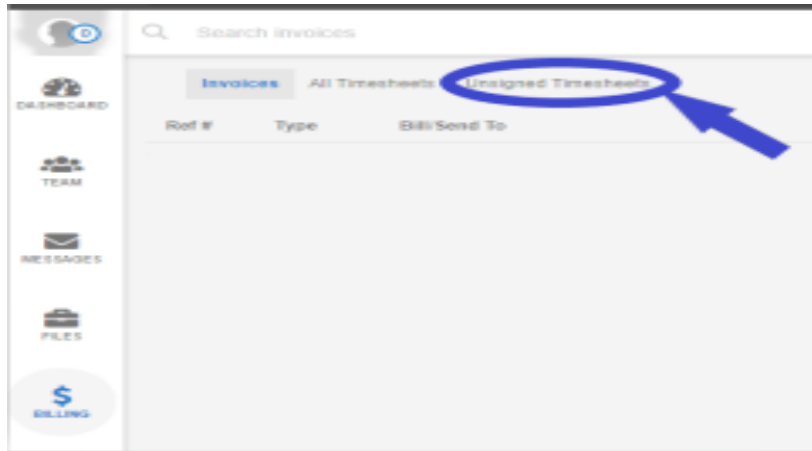 D
Search invoices
Invoices All Timesheets Unsigned Timesheets
Ref # Type Bill/Send To
DASHBOARD
TEAM
MESSAGES
FILES
$
BILLING